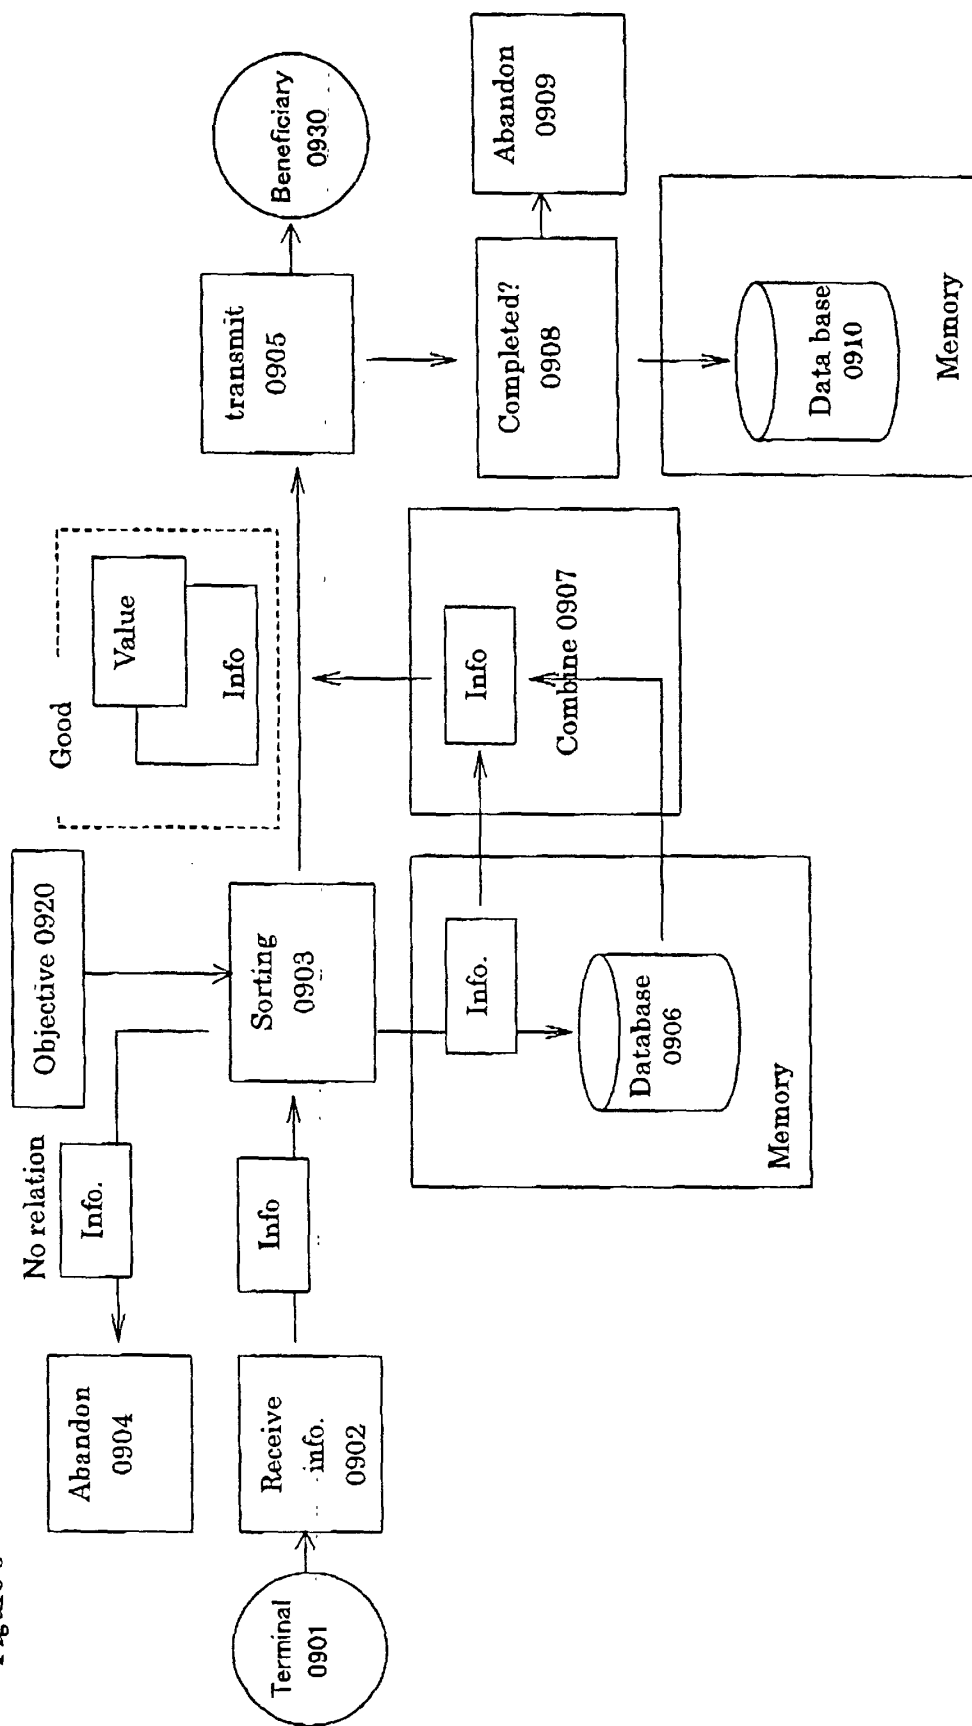 No relation
Info.
Abandon
0904
Objective 0920
Good
Value
Info
Terminal
0901
Receive
info.
0902
Info
Sorting
0903
transmit
0905
Beneficiary
0930
Info.
Database
0906
Memory
Info
Combine 0907
Completed?
0908
Abandon
0909
Data base
0910
Memory